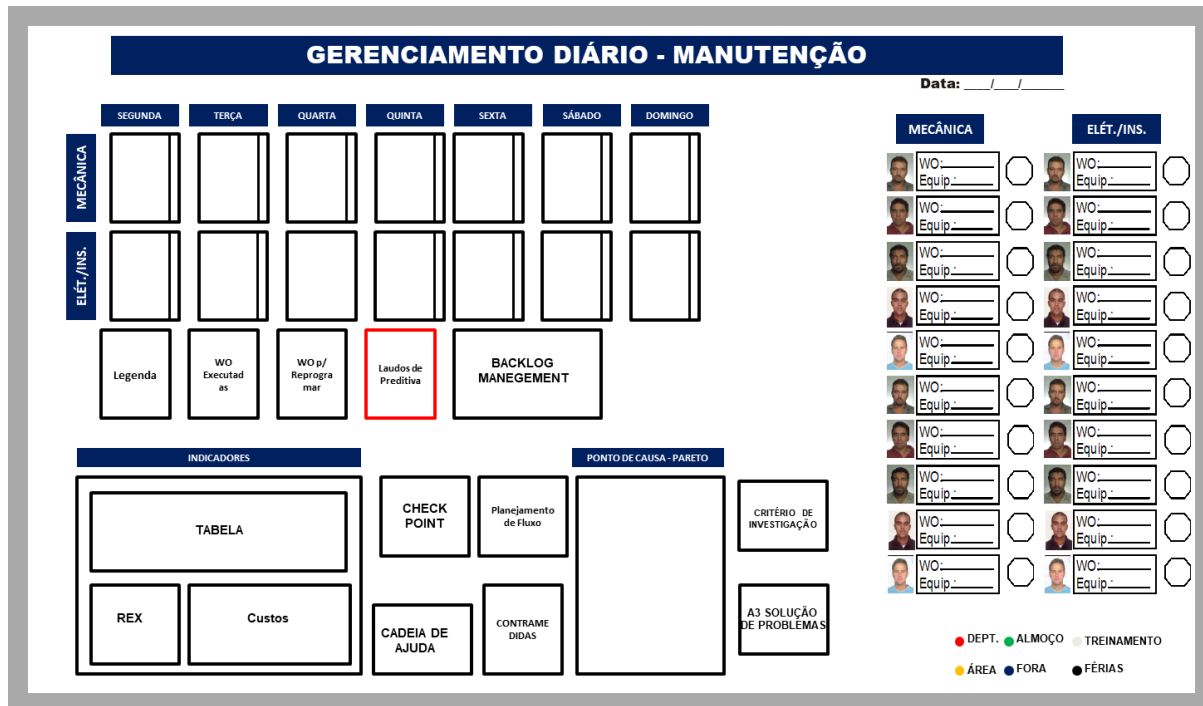 GERENCIAMENTO DIÁRIO - MANUTENÇÃO
Data: ____/___/______
SEGUNDA
TERÇA
QUARTA
QUINTA
SEXTA
SÁBADO
DOMINGO
MECÂNICA
ELÉT./INS.
Legenda
WO
Executad
as
WO p/
Reprogra
mar
Laudos de
Preditiva
BACKLOG
MANEGEMENT
INDICADORES
TABELA
REX
Custos
CHECK
POINT
Planejamento
de Fluxo
CADEIA DE
AJUDA
CONTRAME
DIDAS
PONTO DE CAUSA - PARETO
CRITÉRIO DE
INVESTIGAÇÃO
A3 SOLUÇÃO
DE PROBLEMAS
MECÂNICA
WO:
Equip.:
WO:
Equip.:
WO:
Equip.:
WO:
Equip.:
WO:
Equip.:
WO:
Equip.:
WO:
Equip.:
WO:
Equip.:
WO:
Equip.:
WO:
Equip.:
ELÉT./INS.
WO:
Equip.:
WO:
Equip.:
WO:
Equip.:
WO:
Equip.:
WO:
Equip.:
WO:
Equip.:
WO:
Equip.:
WO:
Equip.:
WO:
Equip.:
WO:
Equip.:
DEPT.
ALMOÇO
TREINAMENTO
ÁREA
FORA
FÉRIAS